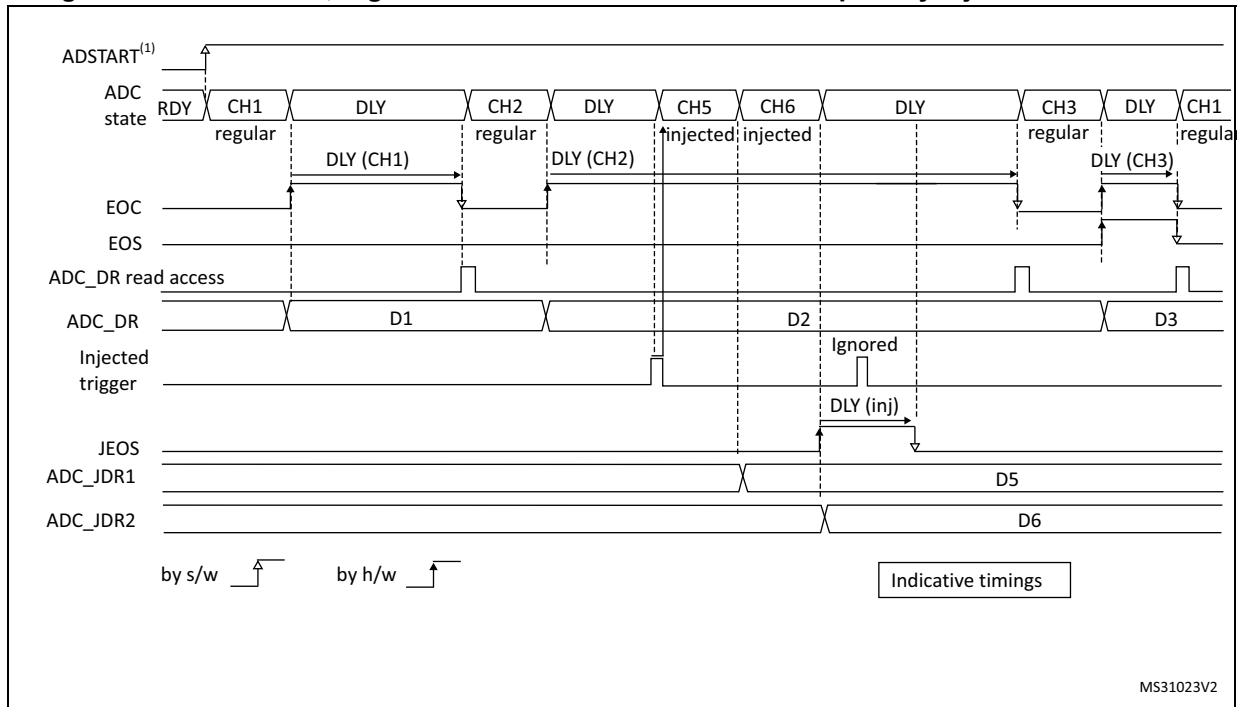 ADSTART(1)
ADC state
RDY CH1 DLY CH2 DLY CH5 CH6 DLY CH3 DLY CH1
regular regular injected injected regular regular
DLY (CH1) DLY (CH2) DLY (CH3)
EOC
EOS
ADC_DR read access
ADC_DR D1 D2 D3
Injected trigger
Ignored
DLY (inj)
JEOS
ADC_JDR1 D5
ADC_JDR2 D6
by s/w by h/w Indicative timings
MS31023V2